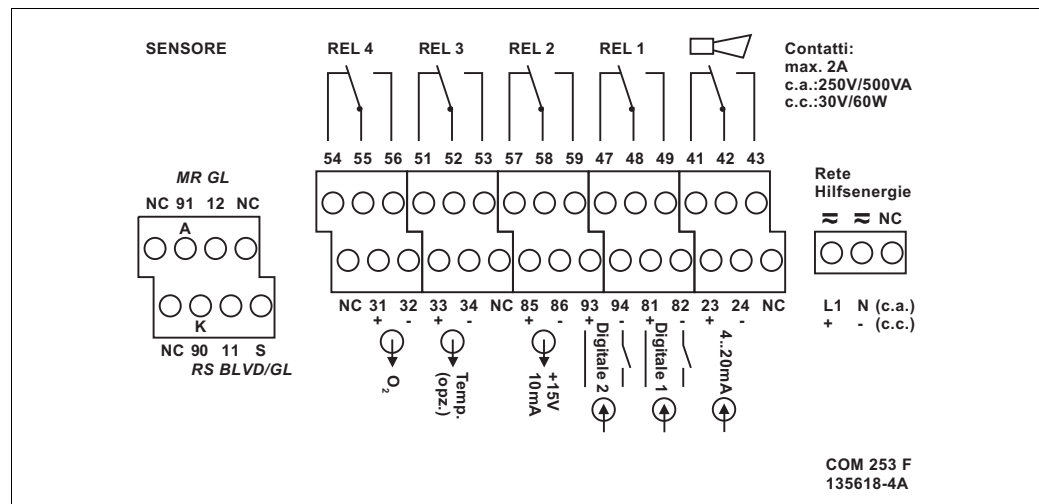 SENSORE
REL 4 REL 3 REL 2 REL 1
Contatti:
max. 2A
c.a.:250V/500VA
c.c.:30V/60W
54 55 56 51 52 53 57 58 59 47 48 49 41 42 43
MR GL
NC 91 12 NC
A
K
NC 90 11 S
RS BLVD/GL
NC 31 32 33 34 NC 85 86 93 94 81 82 23 24 NC
+ - + - + - + - + - + -
O2
Temp.
(opz.)
+15V
10mA
Digitale 2
Digitale 1
4..20mA
Rete
Hilfsenergie
≂ ≂ NC
L1 N (c.a.)
+ - (c.c.)
COM 253 F
135618-4A